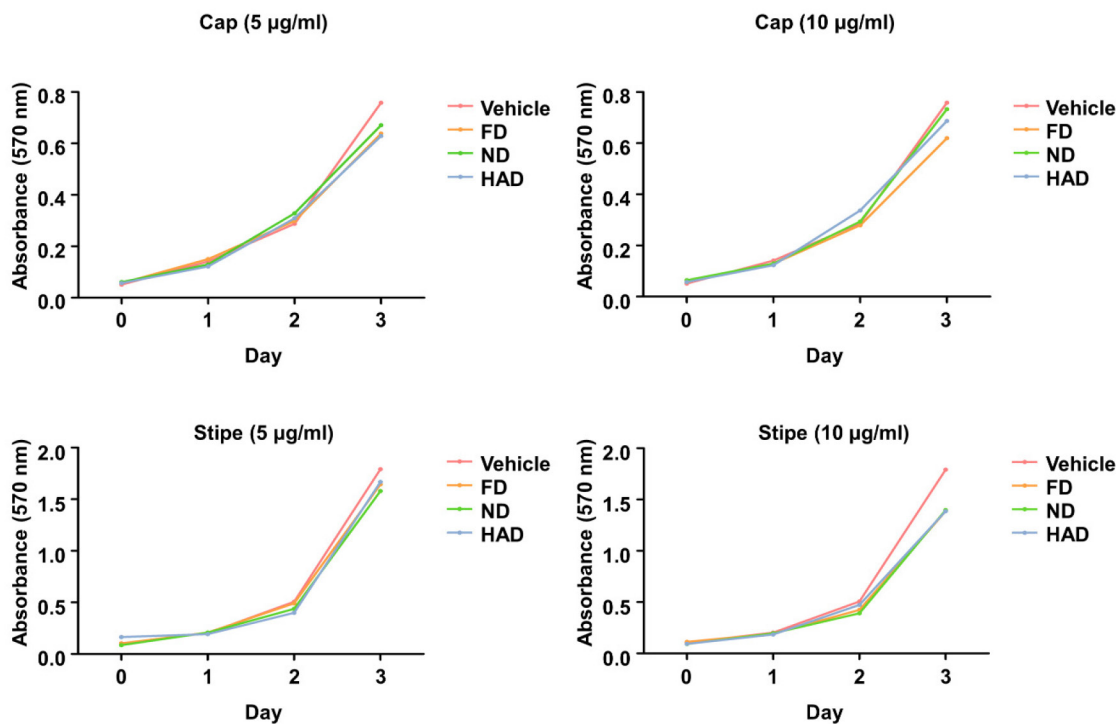 Cap (5 µg/ml)
Absorbance (570 nm)
0.8
0.6
0.4
0.2
0.0
0 1 2 3
Day
Vehicle
FD
ND
HAD
Cap (10 µg/ml)
Absorbance (570 nm)
0.8
0.6
0.4
0.2
0.0
0 1 2 3
Day
Vehicle
FD
ND
HAD
Stipe (5 µg/ml)
Absorbance (570 nm)
2.0
1.5
1.0
0.5
0.0
0 1 2 3
Day
Vehicle
FD
ND
HAD
Stipe (10 µg/ml)
Absorbance (570 nm)
2.0
1.5
1.0
0.5
0.0
0 1 2 3
Day
Vehicle
FD
ND
HAD